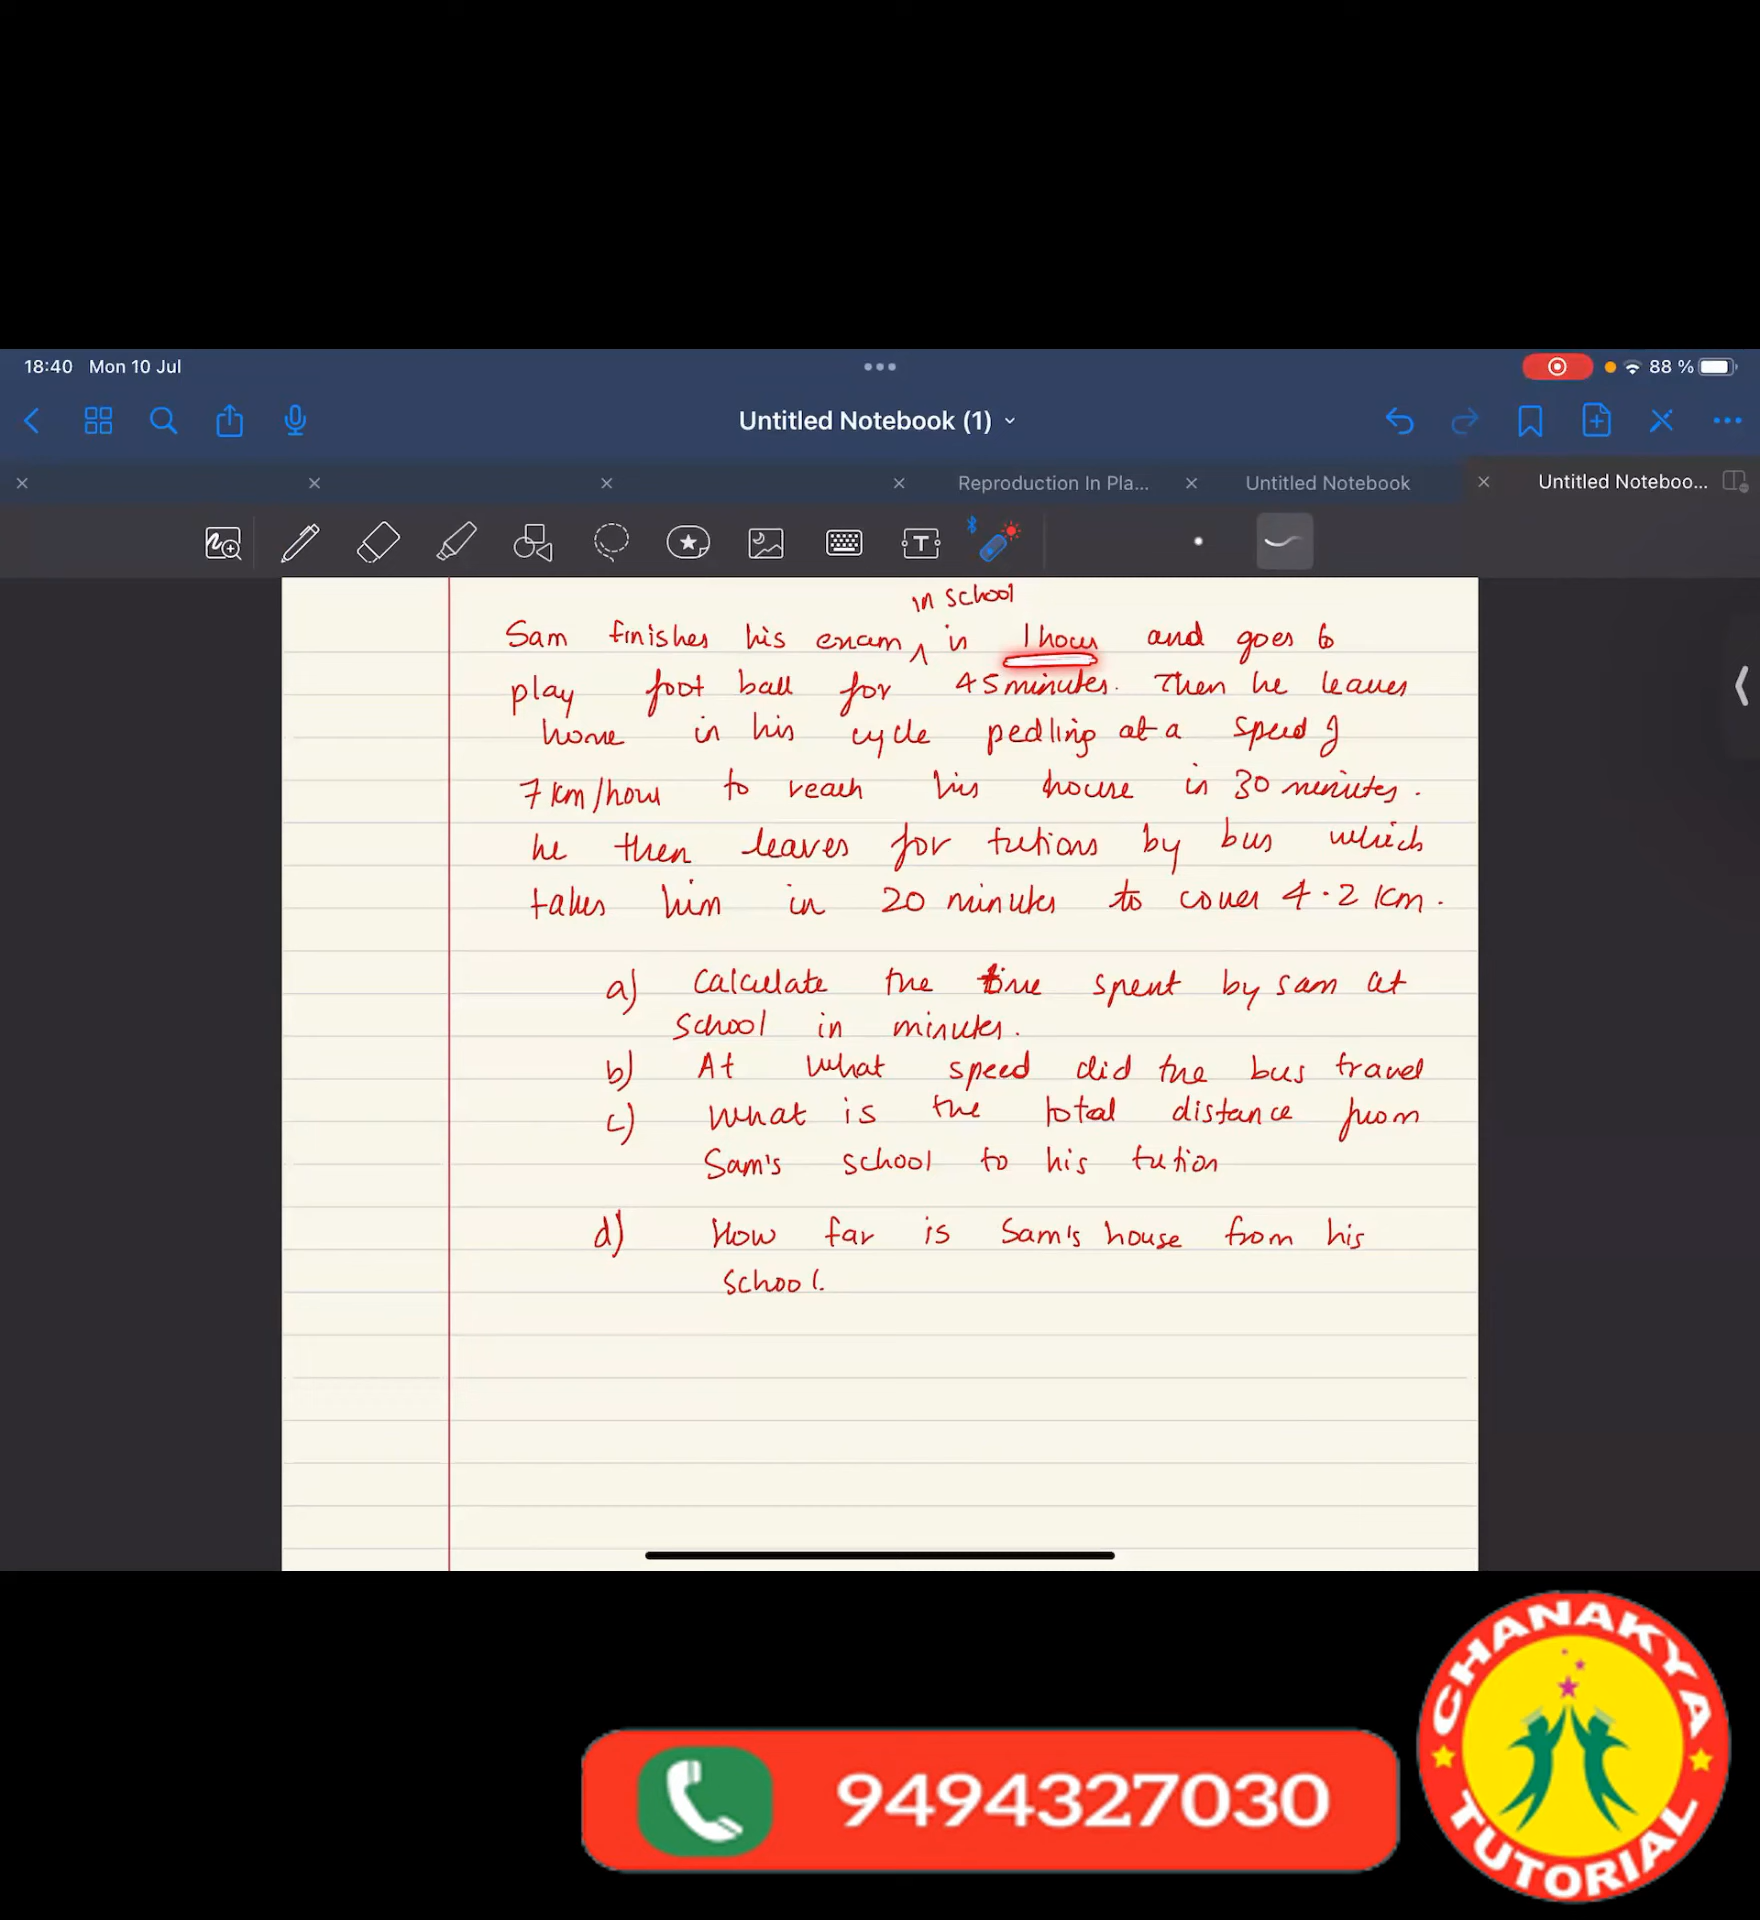 18:40 Mon 10 Jul
88 %
Untitled Notebook (1)
Reproduction In Pla...
Untitled Notebook
Untitled Noteboo...
in school
Sam finishes his exam ∧ in 1 hour and goes to
play foot ball for 45 minutes. Then he leaves
home in his cycle pedling at a speed of
7 km/hour to reach his house in 30 minutes.
he then leaves for tutions by bus which
takes him in 20 minutes to cover 4.2 km.
a) Calculate the time spent by sam at
school in minutes.
b) At what speed did the bus travel
c) What is the total distance from
Sam's school to his tution
d) How far is Sam's house from his
school.
9494327030
CHANAKYA
TUTORIAL